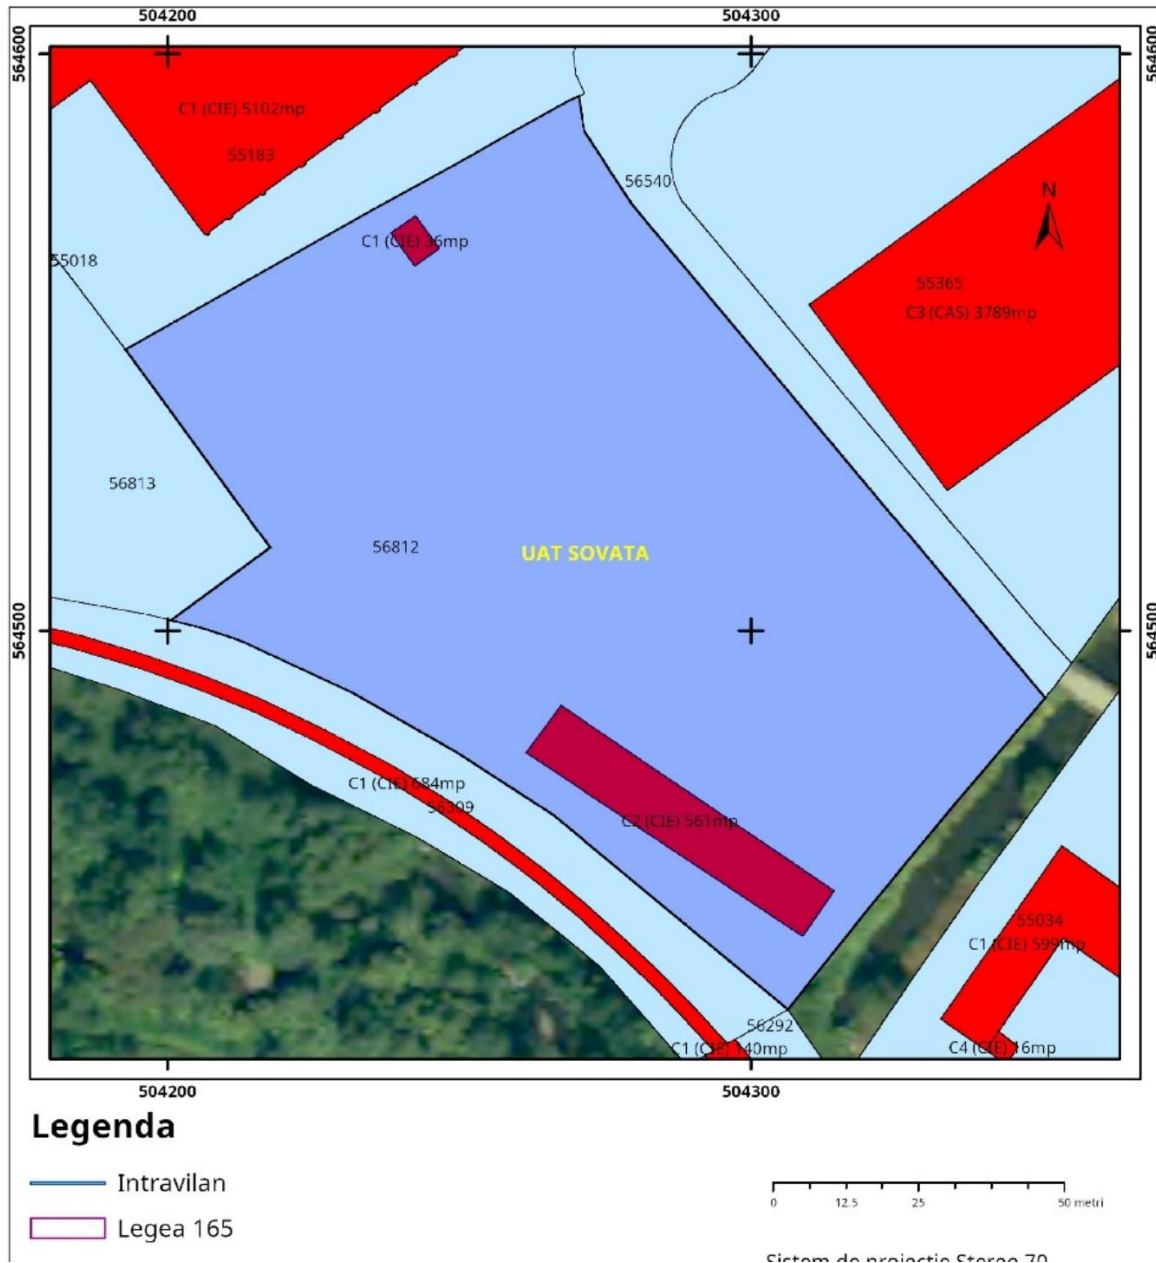 504200
504300
564600
564600
C1 (CIE) 5102mp
55183
56540
N
C1 (CIE) 36mp
55018
55365
C3 (CAS) 3789mp
56813
56812
UAT SOVATA
564500
564500
C1 (CIE) 684mp
56309
C2 (CIE) 561mp
55034
C1 (CIE) 599mp
56292
C1 (CIE) 140mp
C4 (CIE) 16mp
504200
504300
Legenda
Intravilan
Legea 165
0 12.5 25 50 metri
Sistem de proiectie Stereo 70